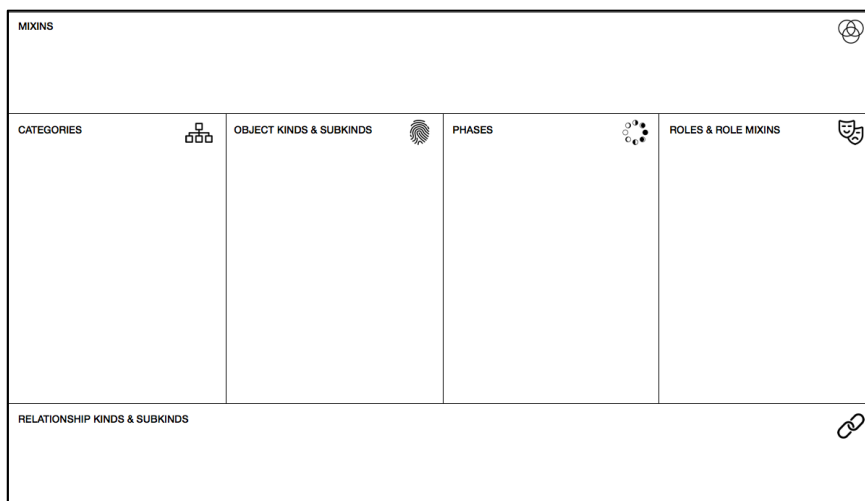 MIXINS
CATEGORIES
OBJECT KINDS & SUBKINDS
PHASES
ROLES & ROLE MIXINS
RELATIONSHIP KINDS & SUBKINDS